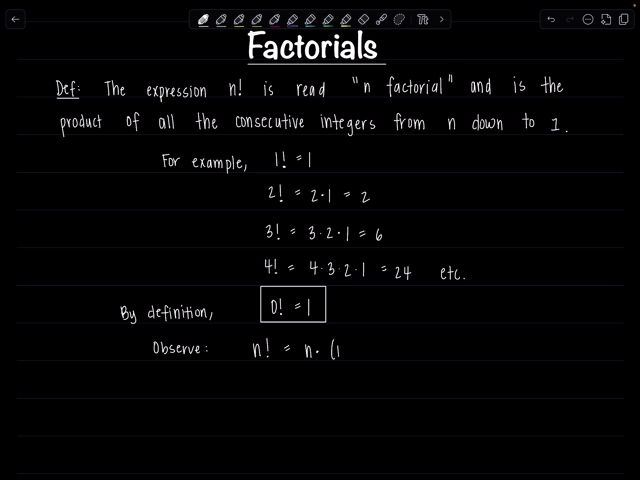 Factorials
Def: The expression n! is read "n factorial" and is the
product of all the consecutive integers from n down to 1.
For example, 1! = 1
2! = 2·1 = 2
3! = 3·2·1 = 6
4! = 4·3·2·1 = 24 etc.
By definition, 0! = 1
Observe: n! = n· (